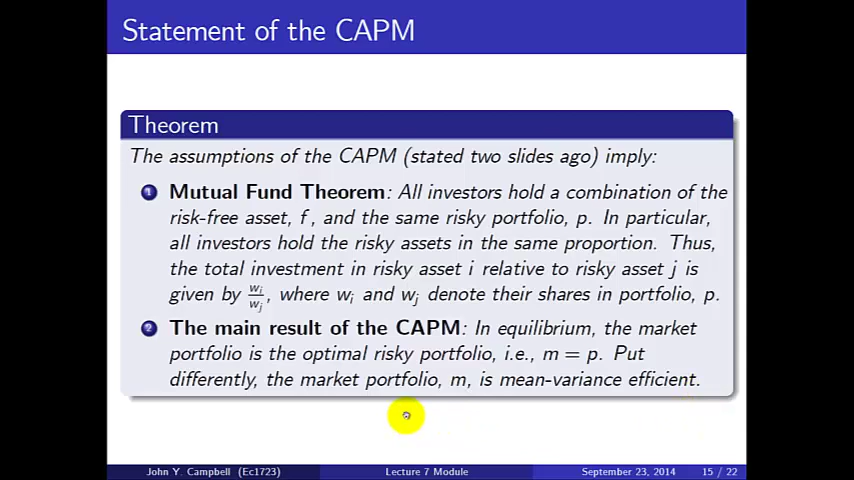 Statement of the CAPM
Theorem
The assumptions of the CAPM (stated two slides ago) imply:
1 Mutual Fund Theorem: All investors hold a combination of the
risk-free asset, f, and the same risky portfolio, p. In particular,
all investors hold the risky assets in the same proportion. Thus,
the total investment in risky asset i relative to risky asset j is
given by w_i/w_j, where w_i and w_j denote their shares in portfolio, p.
2 The main result of the CAPM: In equilibrium, the market
portfolio is the optimal risky portfolio, i.e., m = p. Put
differently, the market portfolio, m, is mean-variance efficient.
John Y. Campbell (Ec1723) Lecture 7 Module September 23, 2014 15 / 22